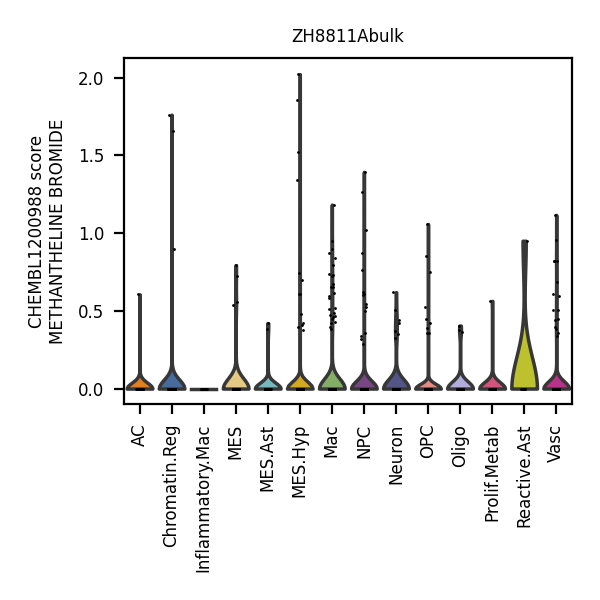 ZH8811Abulk
CHEMBL1200988 score
METHANTHELINE BROMIDE
2.0
1.5
1.0
0.5
0.0
AC
Chromatin.Reg
Inflammatory.Mac
MES
MES.Ast
MES.Hyp
Mac
NPC
Neuron
OPC
Oligo
Prolif.Metab
Reactive.Ast
Vasc